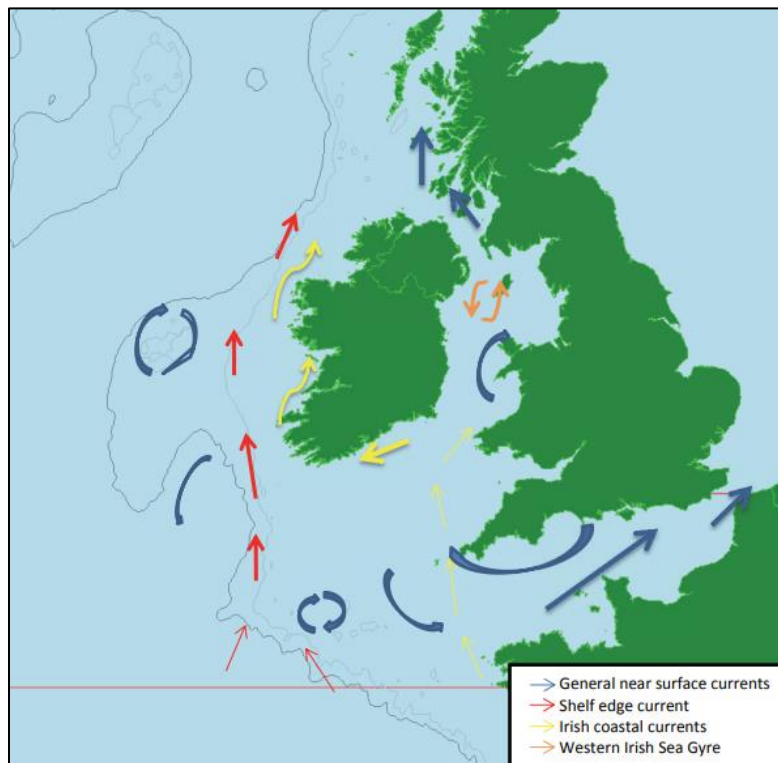 General near surface currents
Shelf edge current
Irish coastal currents
Western Irish Sea Gyre